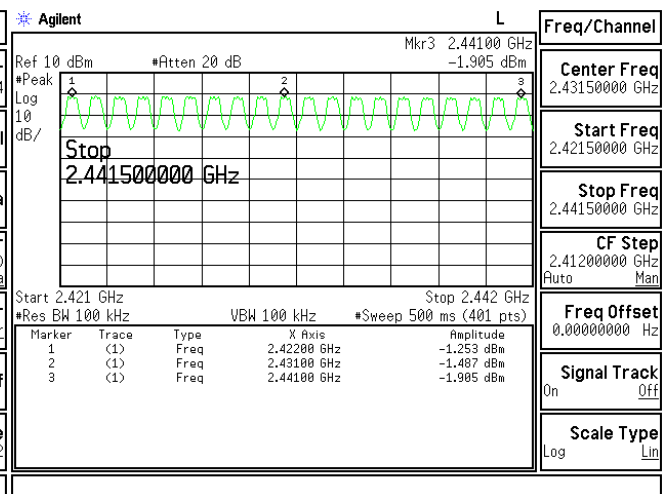 Agilent L
Mkr3 2.44100 GHz
Ref 10 dBm #Atten 20 dB -1.905 dBm
#Peak
Log
10
dB/
1 2 3
Stop
2.441500000 GHz
Start 2.421 GHz Stop 2.442 GHz
#Res BW 100 kHz VBW 100 kHz #Sweep 500 ms (401 pts)
Marker Trace Type X Axis Amplitude
1 (1) Freq 2.42200 GHz -1.253 dBm
2 (1) Freq 2.43100 GHz -1.487 dBm
3 (1) Freq 2.44100 GHz -1.905 dBm
Freq/Channel
Center Freq
2.43150000 GHz
Start Freq
2.42150000 GHz
Stop Freq
2.44150000 GHz
CF Step
2.41200000 GHz
Auto Man
Freq Offset
0.00000000 Hz
Signal Track
On Off
Scale Type
Log Lin